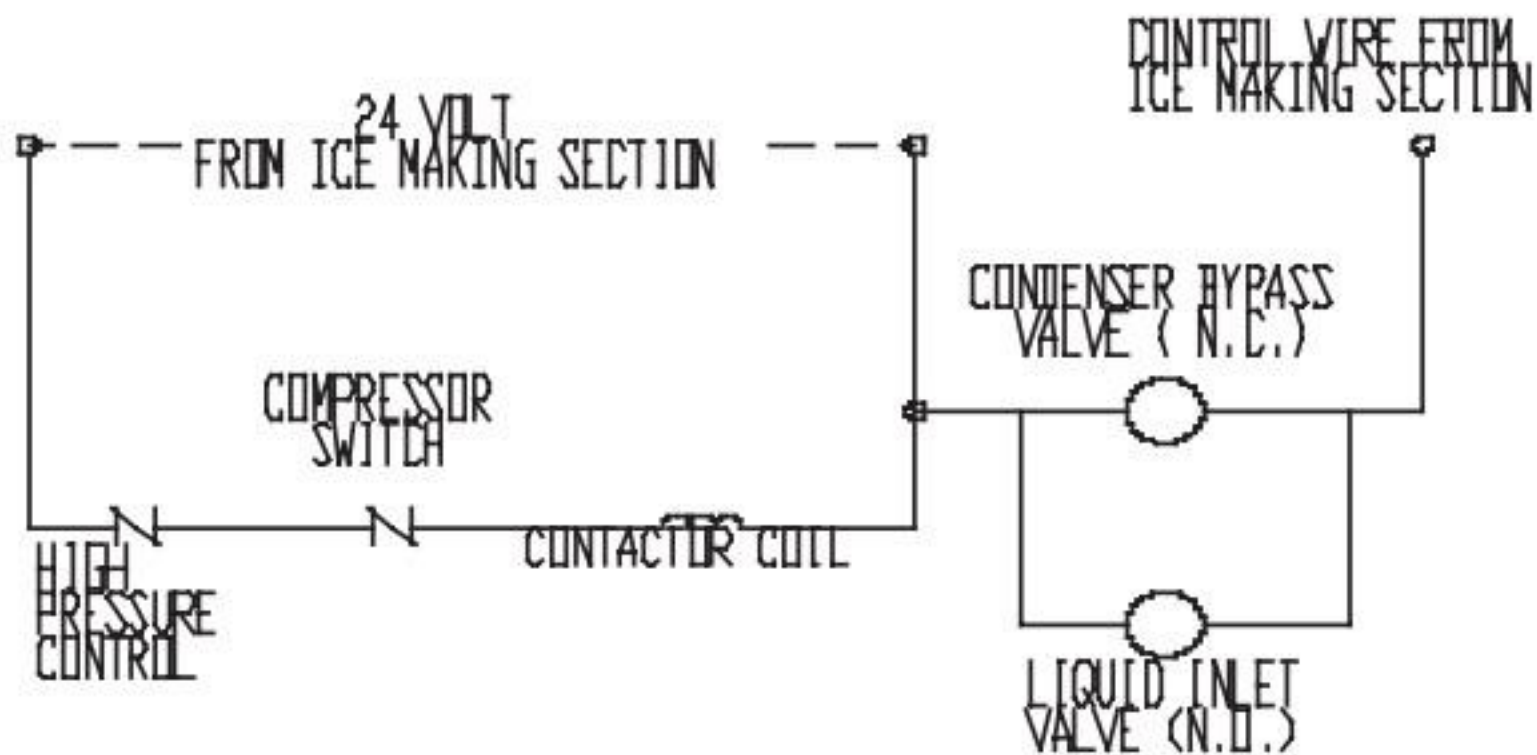 24 VOLT
FROM ICE MAKING SECTION
CONTROL WIRE FROM
ICE MAKING SECTION
CONDENSER BYPASS
VALVE ( N.C.)
COMPRESSOR
SWITCH
HIGH
PRESSURE
CONTROL
CONTACTOR COIL
LIQUID INLET
VALVE (N.O.)